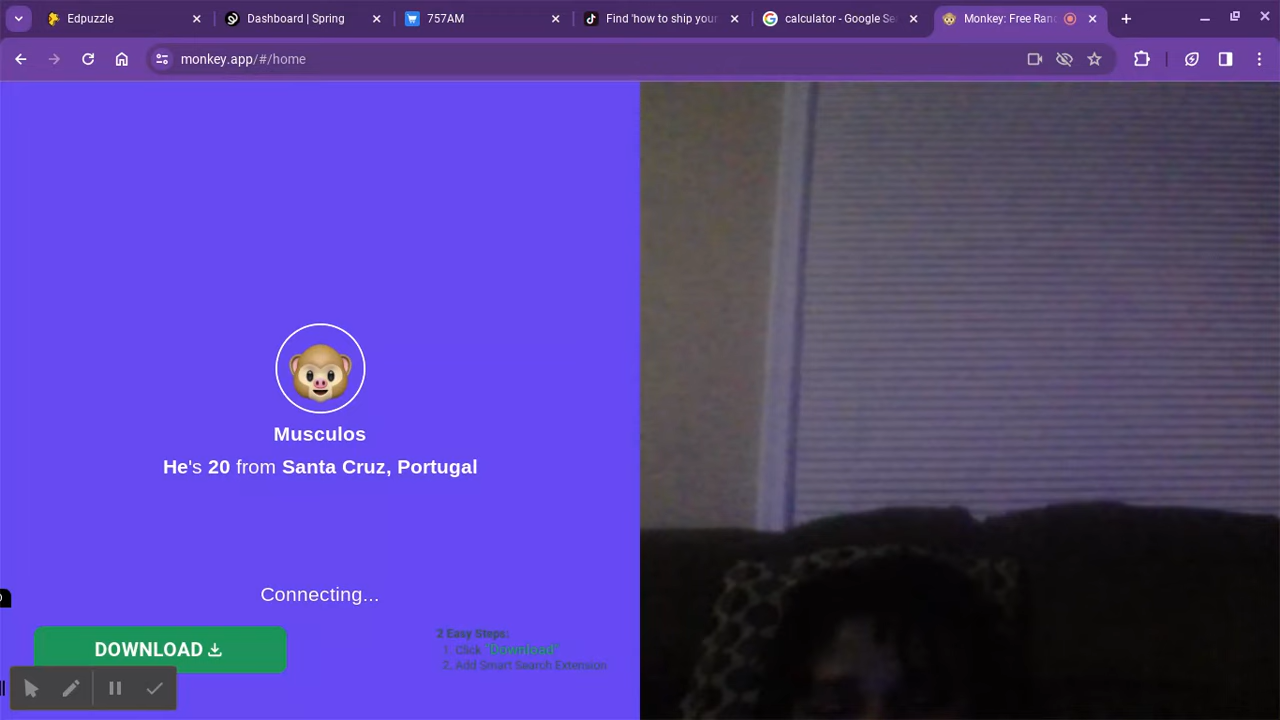 Edpuzzle
Dashboard | Spring
757AM
Find 'how to ship your
calculator - Google Se
Monkey: Free Ran
monkey.app/#/home
Musculos
He's 20 from Santa Cruz, Portugal
Connecting...
DOWNLOAD
2 Easy Steps:
1. Click "Download"
2. Add Smart Search Extension